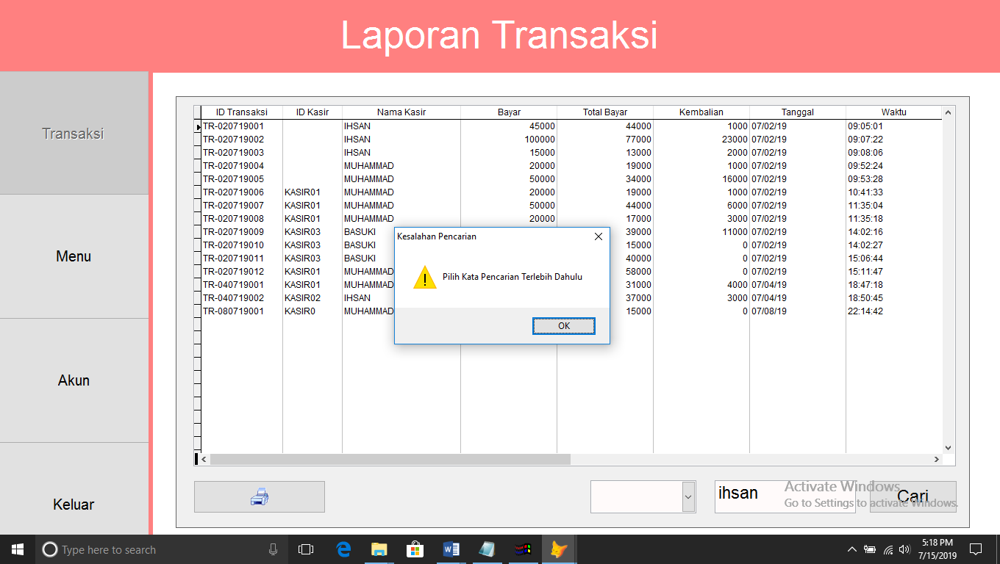 Laporan Transaksi
Transaksi
Menu
Akun
Keluar
ID Transaksi ID Kasir Nama Kasir Bayar Total Bayar Kembalian Tanggal Waktu
TR-020719001 IHSAN 45000 44000 1000 07/02/19 09:05:01
TR-020719002 IHSAN 100000 77000 23000 07/02/19 09:07:22
TR-020719003 IHSAN 15000 13000 2000 07/02/19 09:08:06
TR-020719004 MUHAMMAD 20000 19000 1000 07/02/19 09:52:24
TR-020719005 MUHAMMAD 50000 34000 16000 07/02/19 09:53:28
TR-020719006 KASIR01 MUHAMMAD 20000 19000 1000 07/02/19 10:41:33
TR-020719007 KASIR01 MUHAMMAD 50000 44000 6000 07/02/19 11:35:04
TR-020719008 KASIR01 MUHAMMAD 20000 17000 3000 07/02/19 11:35:18
TR-020719009 KASIR03 BASUKI 39000 11000 07/02/19 14:02:16
TR-020719010 KASIR03 BASUKI 15000 0 07/02/19 14:02:27
TR-020719011 KASIR03 BASUKI 40000 0 07/02/19 15:06:44
TR-020719012 KASIR01 MUHAMMAD 58000 0 07/02/19 15:11:47
TR-040719001 KASIR01 MUHAMMAD 31000 4000 07/04/19 18:47:18
TR-040719002 KASIR02 IHSAN 37000 3000 07/04/19 18:50:45
TR-080719001 KASIR0 MUHAMMAD 15000 0 07/08/19 22:14:42
Kesalahan Pencarian
Pilih Kata Pencarian Terlebih Dahulu
OK
ihsan
Cari
Activate Windows
Go to Settings to activate Windows.
Type here to search
5:18 PM
7/15/2019